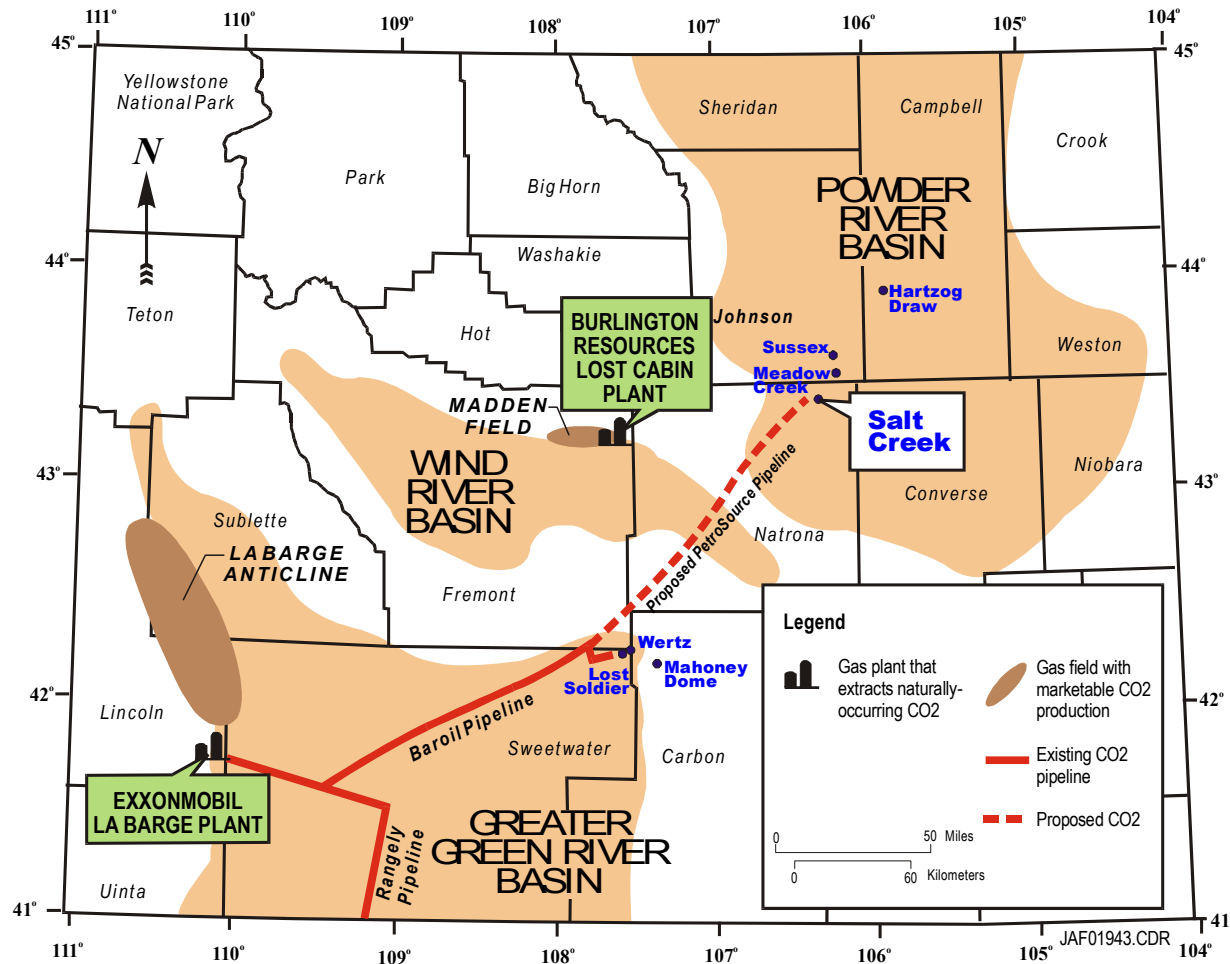 111°
110°
109°
108°
107°
106°
105°
104°
45°
45°
Yellowstone
National Park
Sheridan
Campbell
Crook
N
Park
Big Horn
POWDER
RIVER
BASIN
Washakie
44°
44°
Teton
Hot
BURLINGTON
RESOURCES
LOST CABIN
PLANT
Johnson
Hartzog
Draw
Sussex
Meadow
Creek
Weston
MADDEN
FIELD
Salt
Creek
WIND
RIVER
BASIN
43°
43°
Niobara
Converse
Sublette
LABARGE
ANTICLINE
Proposed PetroSource Pipeline
Natrona
Fremont
Wertz
Lost
Soldier
Mahoney
Dome
42°
42°
Lincoln
Baroil Pipeline
Sweetwater
Carbon
EXXONMOBIL
LA BARGE PLANT
Rangely
Pipeline
GREATER
GREEN RIVER
BASIN
Uinta
41°
41
Legend
Gas plant that
extracts naturally-
occurring CO2
Gas field with
marketable CO2
production
Existing CO2
pipeline
Proposed CO2
0
50 Miles
0
60 Kilometers
JAF01943.CDR
111°
110°
109°
108°
107°
106°
105°
104°